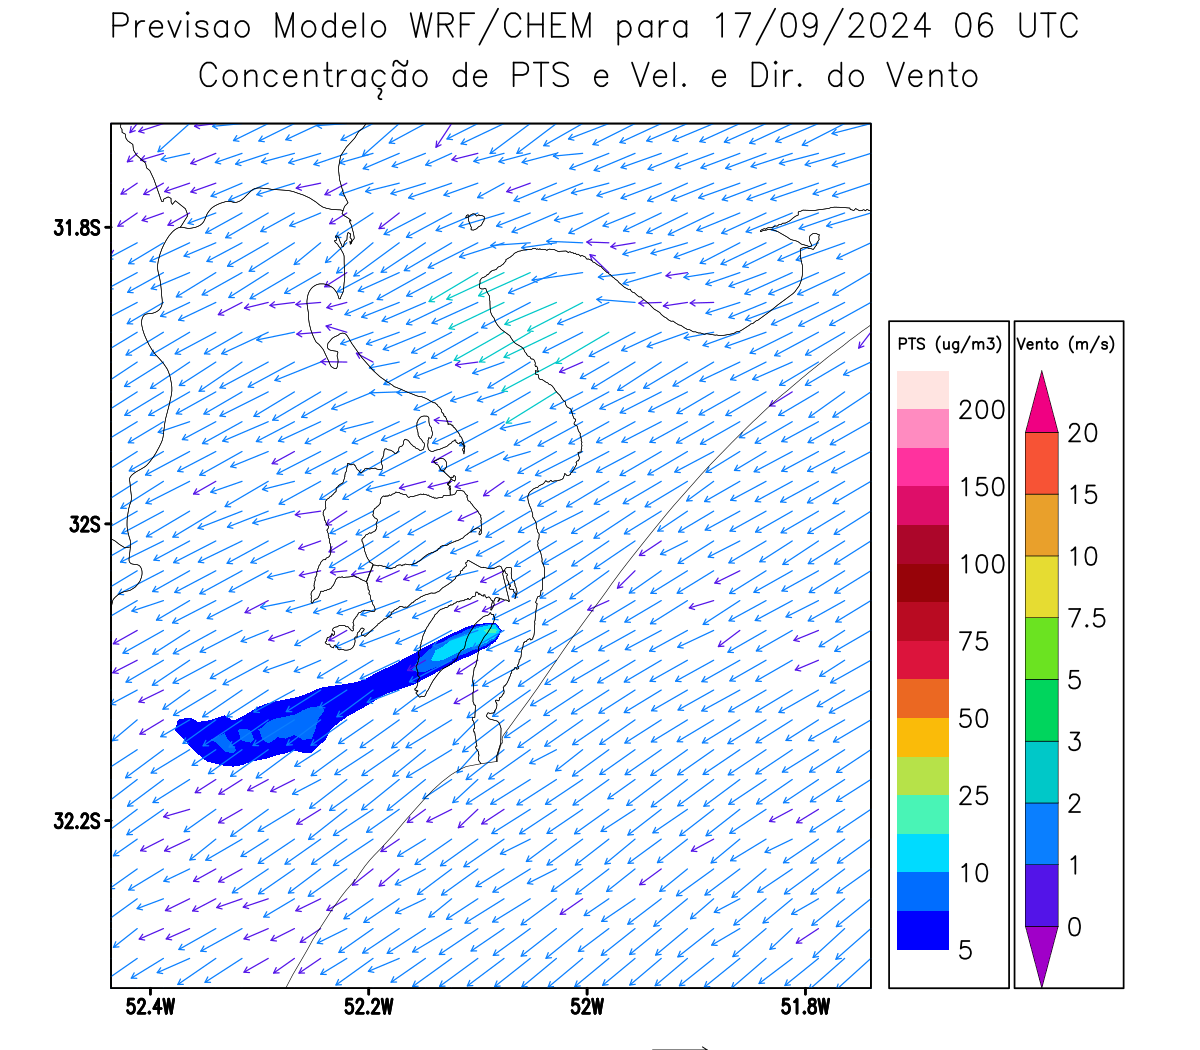 Previsao Modelo WRF/CHEM para 17/09/2024 06 UTC
Concentração de PTS e Vel. e Dir. do Vento
31.8S
32S
32.2S
52.4W
52.2W
52W
51.8W
PTS (ug/m3)
200
150
100
75
50
25
10
5
Vento (m/s)
20
15
10
7.5
5
3
2
1
0